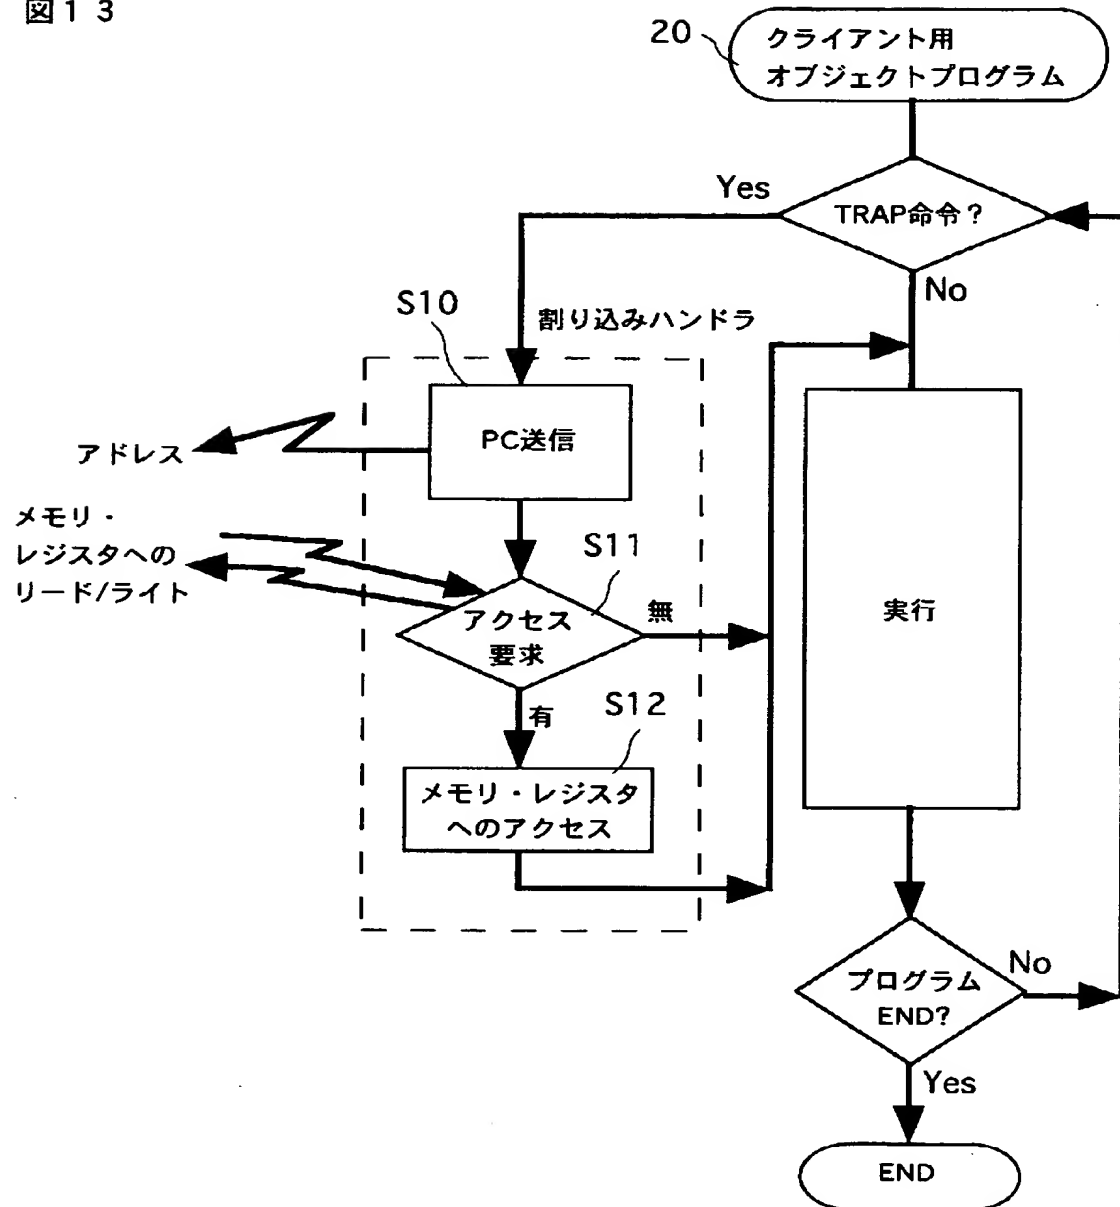 図13
20
クライアント用
オブジェクトプログラム
Yes
TRAP命令?
No
S10
割り込みハンドラ
PC送信
アドレス
メモリ・
レジスタへの
リード/ライト
S11
アクセス
要求
無
実行
有
S12
メモリ・レジスタ
へのアクセス
プログラム
END?
No
Yes
END